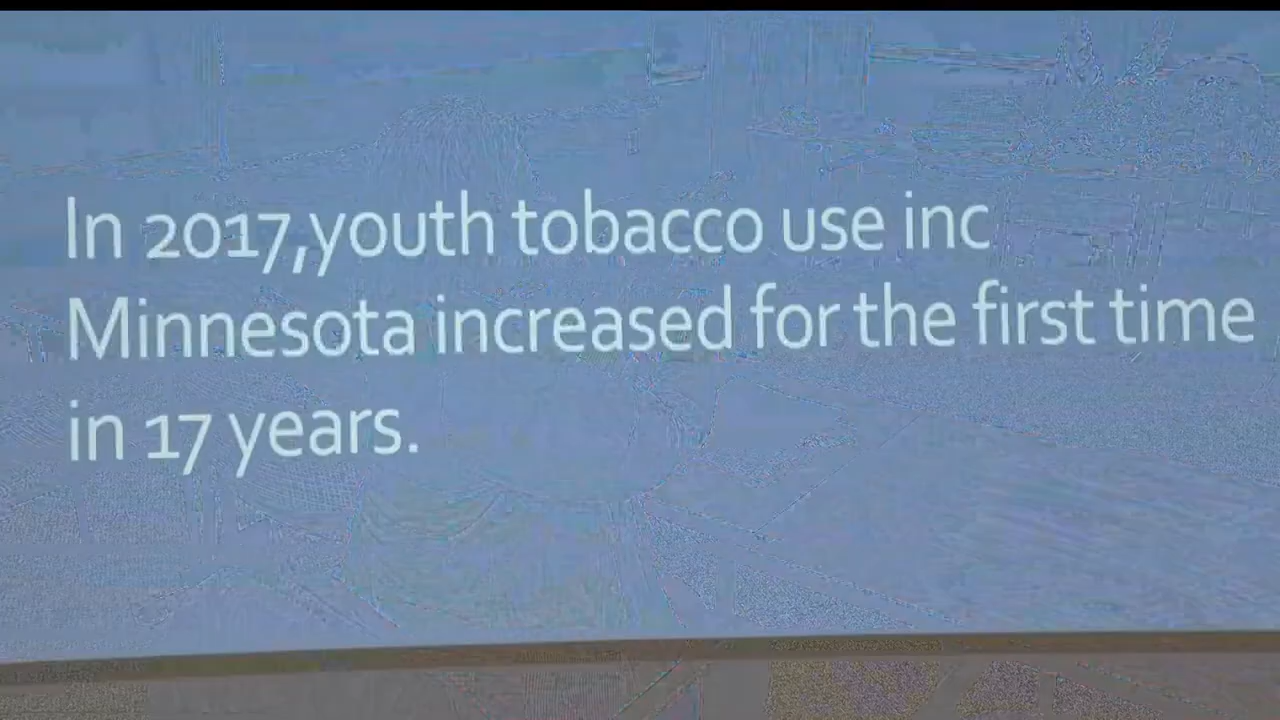 In 2017,youth tobacco use inc
Minnesota increased for the first time
in 17 years.